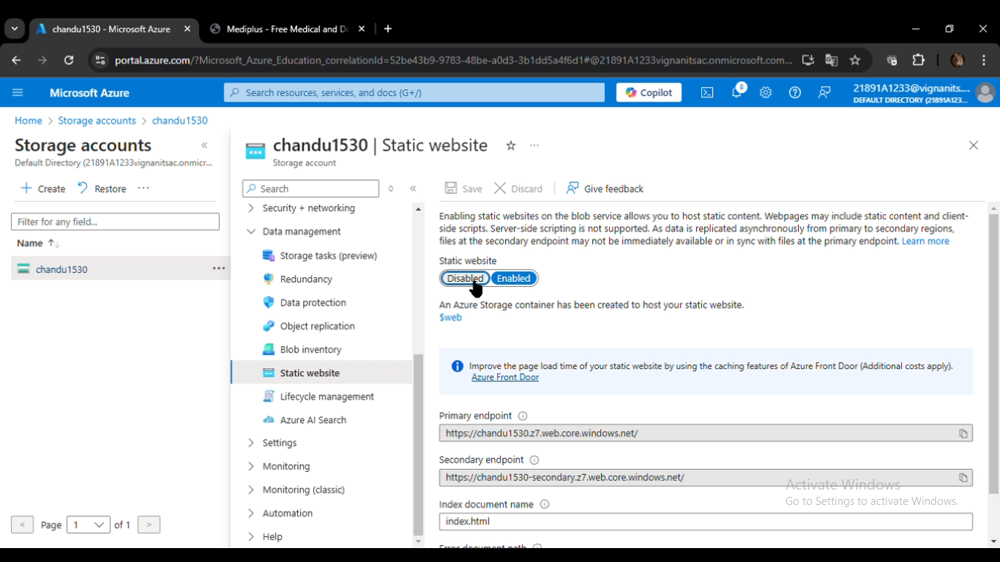 chandu1530 - Microsoft Azure
Mediplus - Free Medical and Do
portal.azure.com/?Microsoft_Azure_Education_correlationId=52be43b9-9783-48be-a0d3-3b1dd5a4f6d1#@21891A1233vignanitsac.onmicrosoft.com...
Microsoft Azure
Search resources, services, and docs (G+/)
Copilot
8
21891A1233@vignanits....
DEFAULT DIRECTORY (21891A123...
Home > Storage accounts > chandu1530
Storage accounts
Default Directory (21891A1233vignanitsac.onmicr...
+ Create
Restore
...
Filter for any field...
Name ↑↓
chandu1530
...
< Page 1 of 1 >
chandu1530 | Static website
...
Storage account
Search
Security + networking
Data management
Storage tasks (preview)
Redundancy
Data protection
Object replication
Blob inventory
Static website
Lifecycle management
Azure AI Search
Settings
Monitoring
Monitoring (classic)
Automation
Help
Save
Discard
Give feedback
Enabling static websites on the blob service allows you to host static content. Webpages may include static content and client-
side scripts. Server-side scripting is not supported. As data is replicated asynchronously from primary to secondary regions,
files at the secondary endpoint may not be immediately available or in sync with files at the primary endpoint. Learn more
Static website
Disabled Enabled
An Azure Storage container has been created to host your static website.
$web
Improve the page load time of your static website by using the caching features of Azure Front Door (Additional costs apply).
Azure Front Door
Primary endpoint
https://chandu1530.z7.web.core.windows.net/
Secondary endpoint
https://chandu1530-secondary.z7.web.core.windows.net/
Index document name
index.html
Error document path
Activate Windows
Go to Settings to activate Windows.